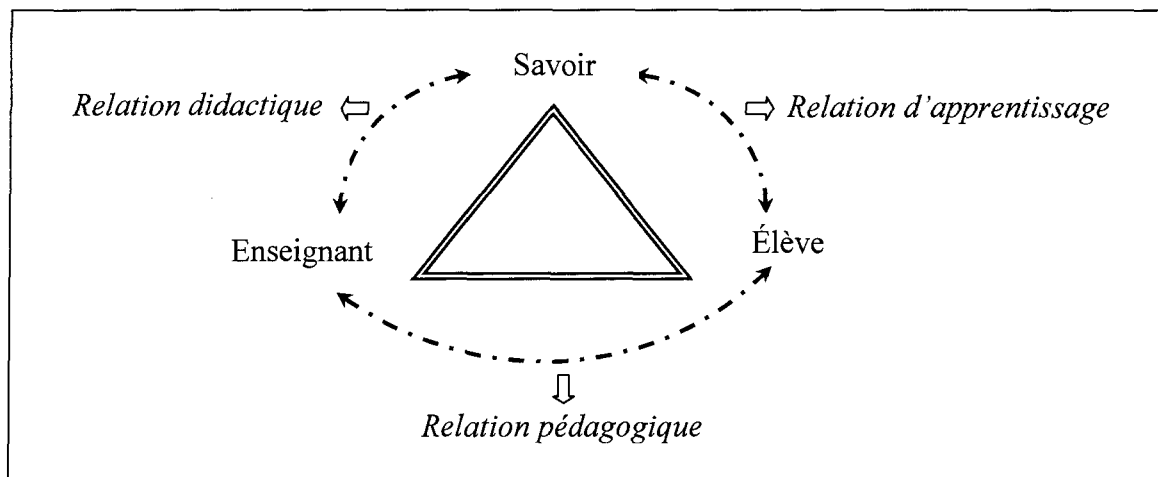 Savoir
Relation didactique
Relation d'apprentissage
Enseignant
Élève
Relation pédagogique